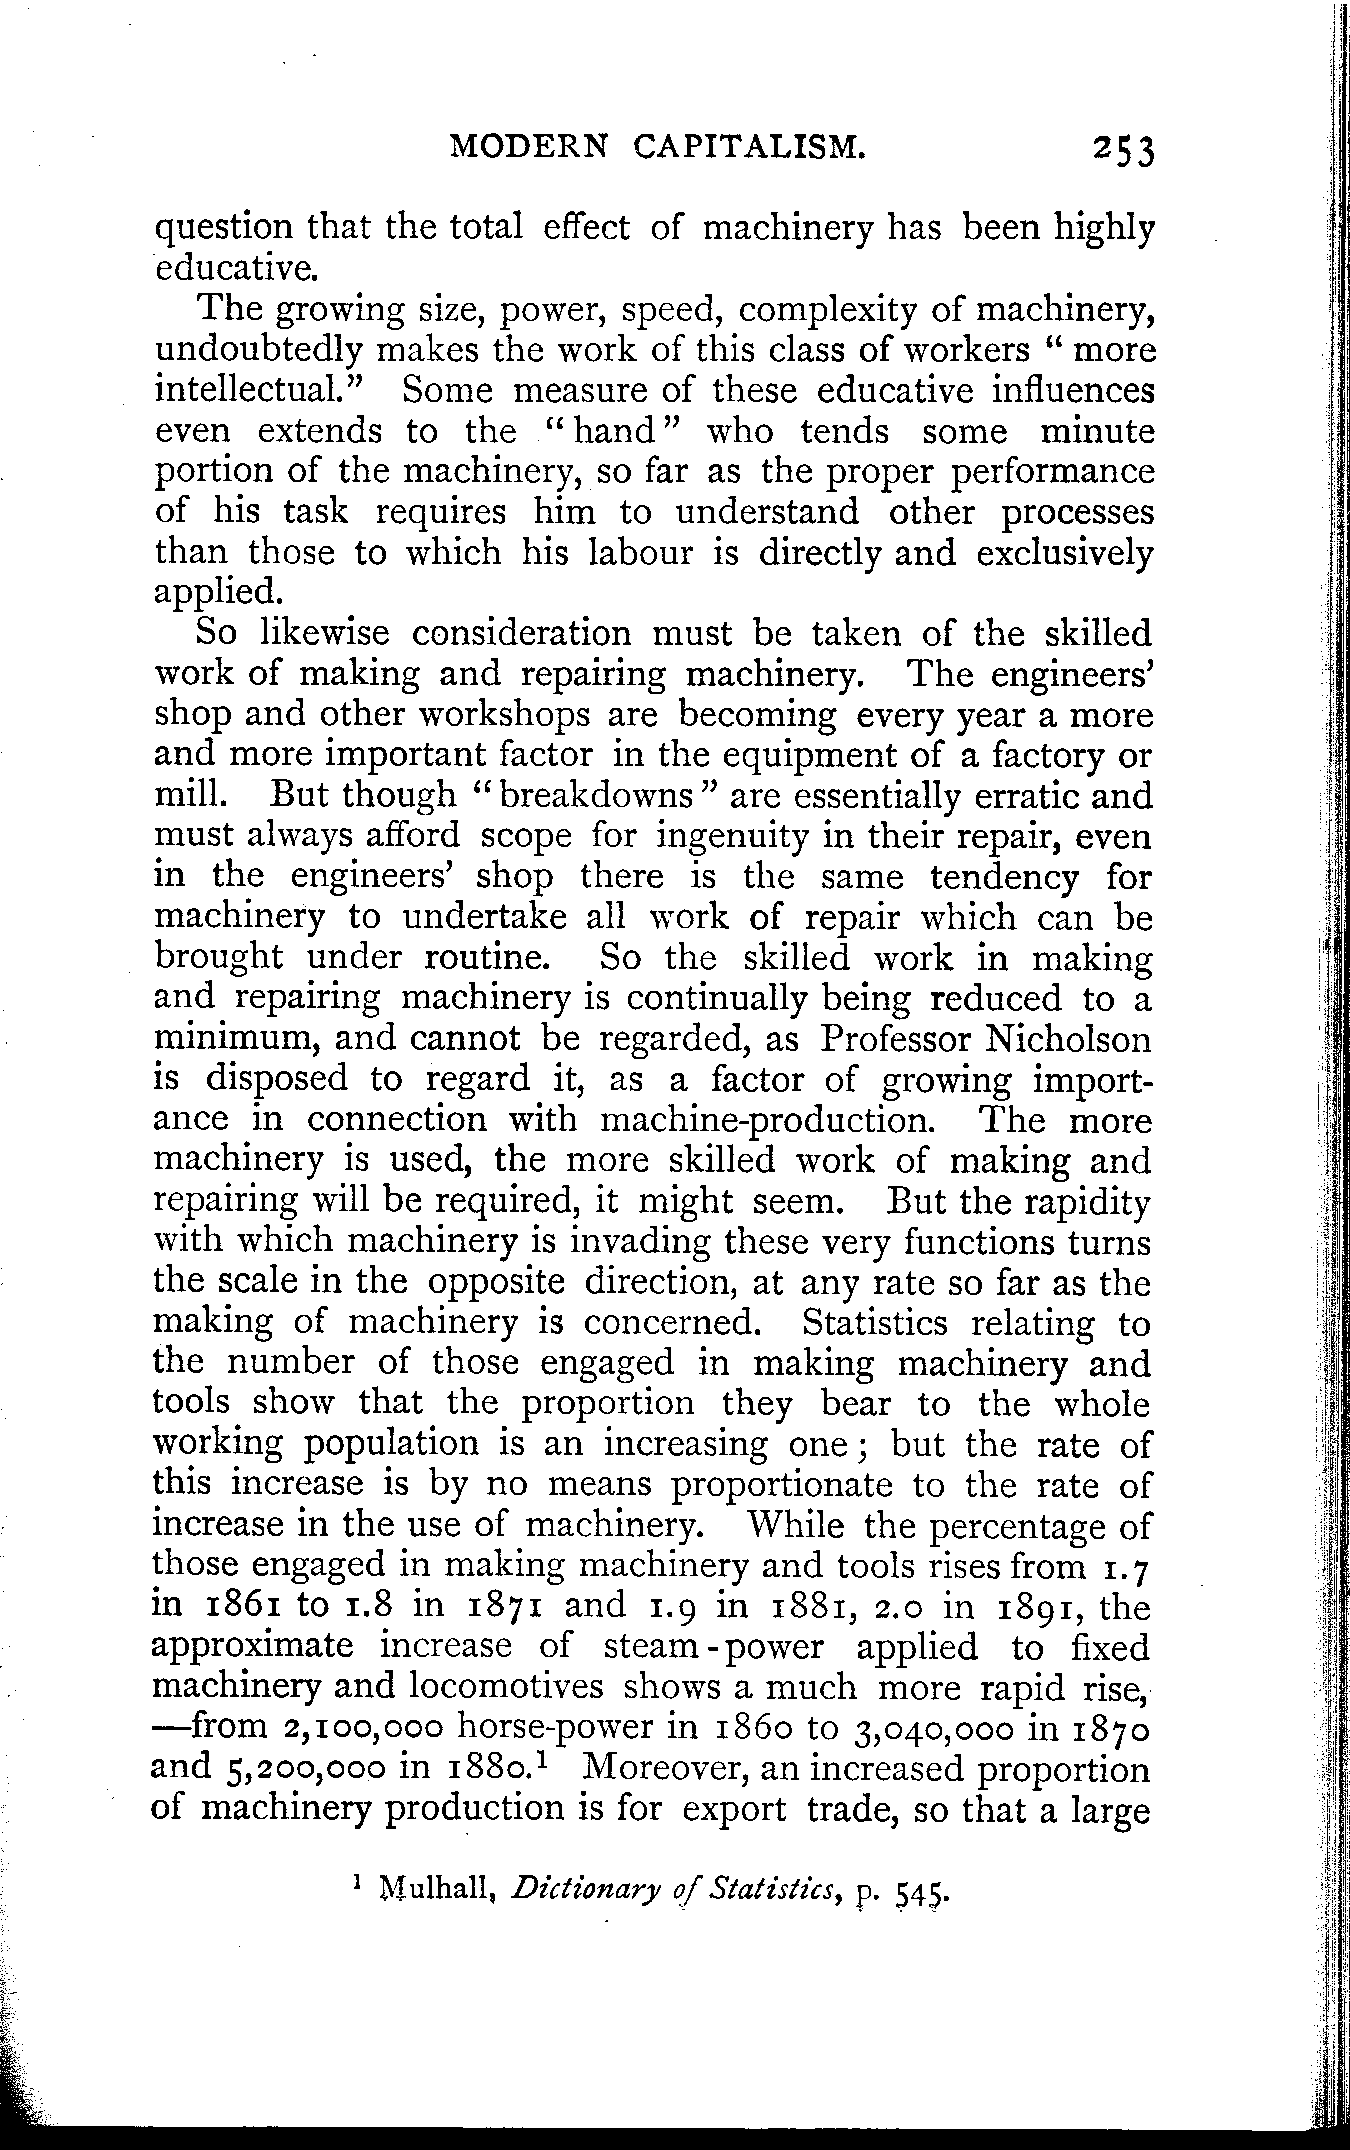 MODERN CAPITALISM. 253
question that the total effect of machinery has been highly
educative.
The growing size, power, speed, complexity of machinery,
undoubtedly makes the work of this class of workers " more
intellectual." Some measure of these educative influences
even extends to the "hand" who tends some minute
portion of the machinery, so far as the proper performance
of his task requires him to understand other processes
than those to which his labour is directly and exclusively
applied.
So likewise consideration must be taken of the skilled
work of making and repairing machinery. The engineers'
shop and other workshops are becoming every year a more
and more important factor in the equipment of a factory or
mill. But though "breakdowns" are essentially erratic and
must always afford scope for ingenuity in their repair, even
in the engineers' shop there is the same tendency for
machinery to undertake all work of repair which can be
brought under routine. So the skilled work in making
and repairing machinery is continually being reduced to a
minimum, and cannot be regarded, as Professor Nicholson
is disposed to regard it, as a factor of growing import-
ance in connection with machine-production. The more
machinery is used, the more skilled work of making and
repairing will be required, it might seem. But the rapidity
with which machinery is invading these very functions turns
the scale in the opposite direction, at any rate so far as the
making of machinery is concerned. Statistics relating to
the number of those engaged in making machinery and
tools show that the proportion they bear to the whole
working population is an increasing one; but the rate of
this increase is by no means proportionate to the rate of
increase in the use of machinery. While the percentage of
those engaged in making machinery and tools rises from 1.7
in 1861 to 1.8 in 1871 and 1.9 in 1881, 2.0 in 1891, the
approximate increase of steam-power applied to fixed
machinery and locomotives shows a much more rapid rise,
—from 2,100,000 horse-power in 1860 to 3,040,000 in 1870
and 5,200,000 in 1880.¹ Moreover, an increased proportion
of machinery production is for export trade, so that a large
¹ Mulhall, Dictionary of Statistics, p. 545.